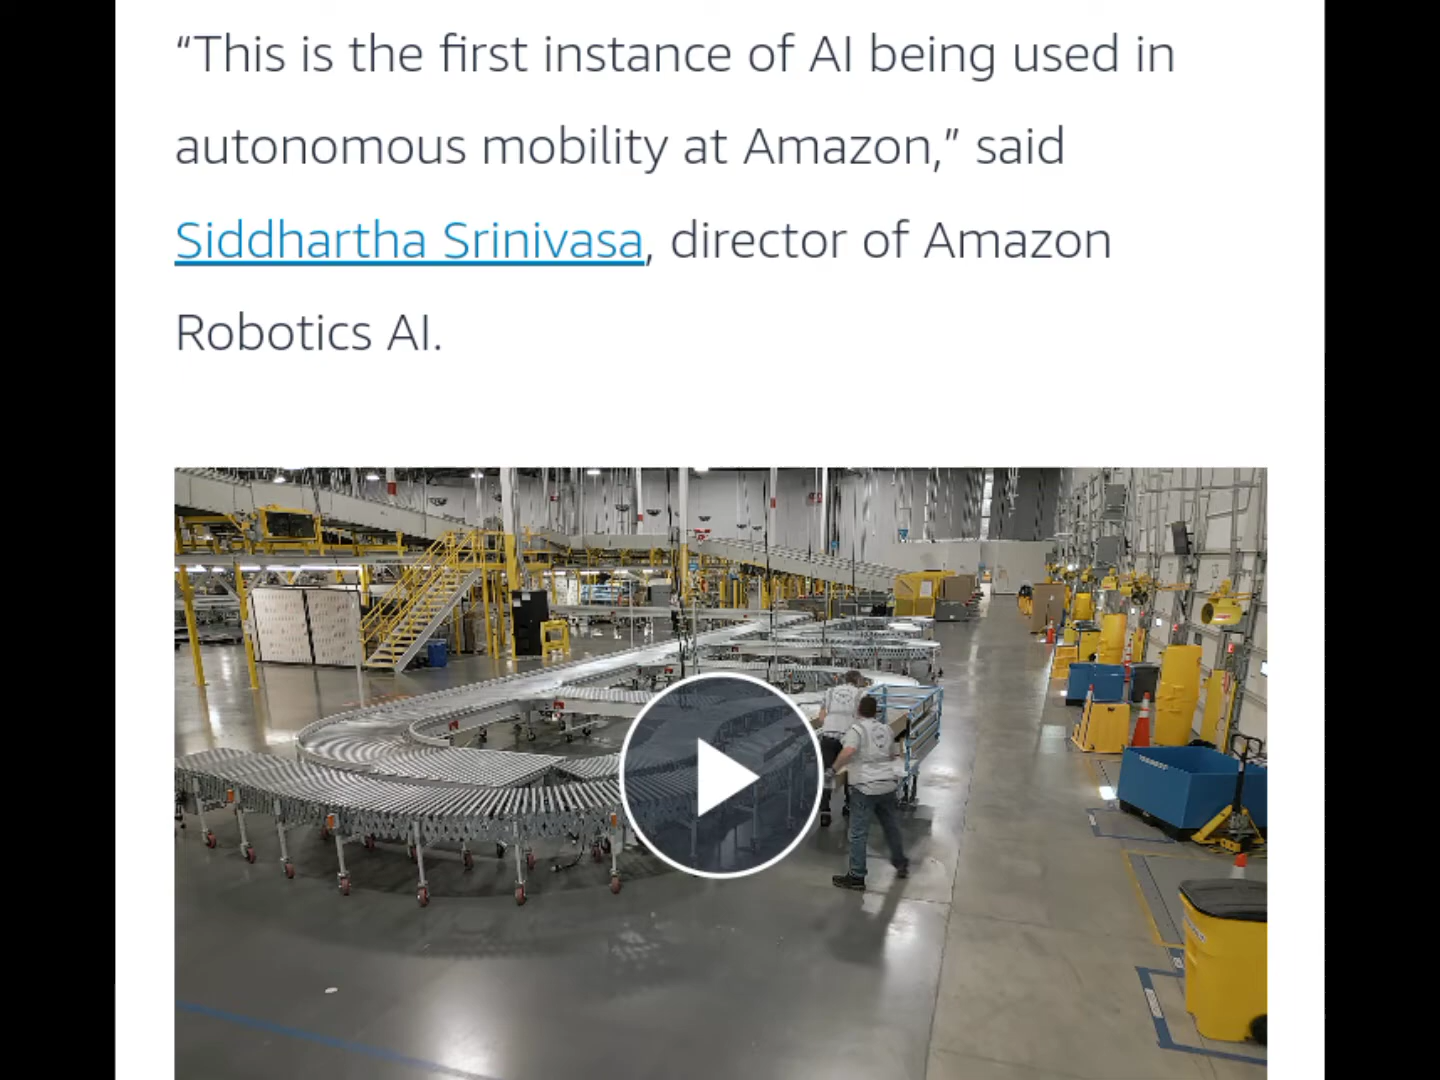 “This is the first instance of AI being used in
autonomous mobility at Amazon,” said
Siddhartha Srinivasa, director of Amazon
Robotics AI.